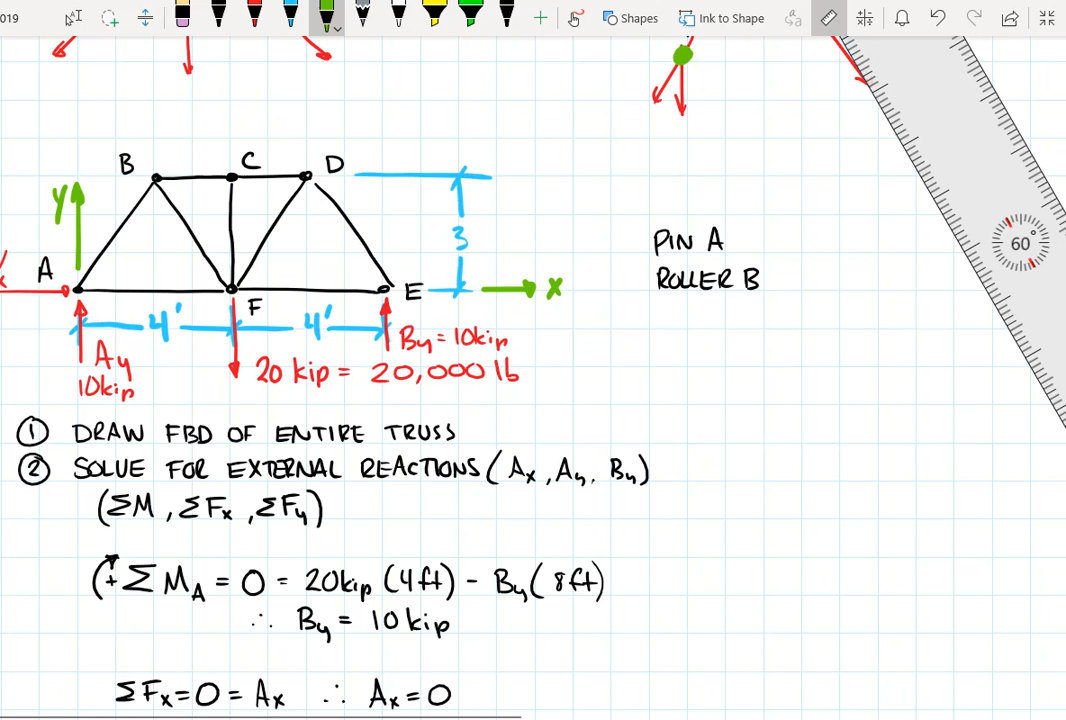 2019
Shapes
Ink to Shape
60°
B
C
D
Y
A
3
PIN A
ROLLER B
F
E
X
4'
4'
Ay
10kip
By = 10kip
20 kip = 20,000 lb
① DRAW FBD OF ENTIRE TRUSS
② SOLVE FOR EXTERNAL REACTIONS (Ax, Ay, By)
(ΣM, ΣFx, ΣFy)
(+ ΣMA = 0 = 20kip (4ft) - By (8ft)
∴ By = 10 kip
ΣFx = 0 = Ax ∴ Ax = 0